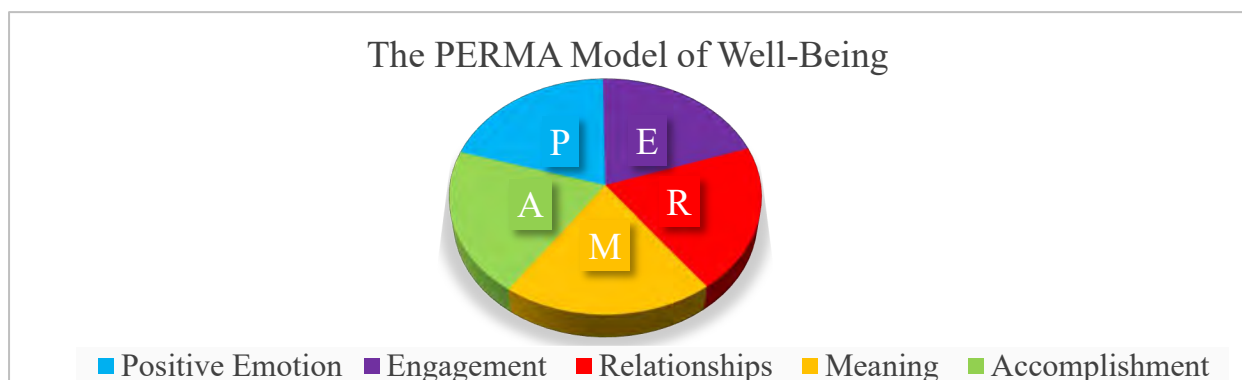 The PERMA Model of Well-Being
P
E
A
R
M
Positive Emotion Engagement Relationships Meaning Accomplishment